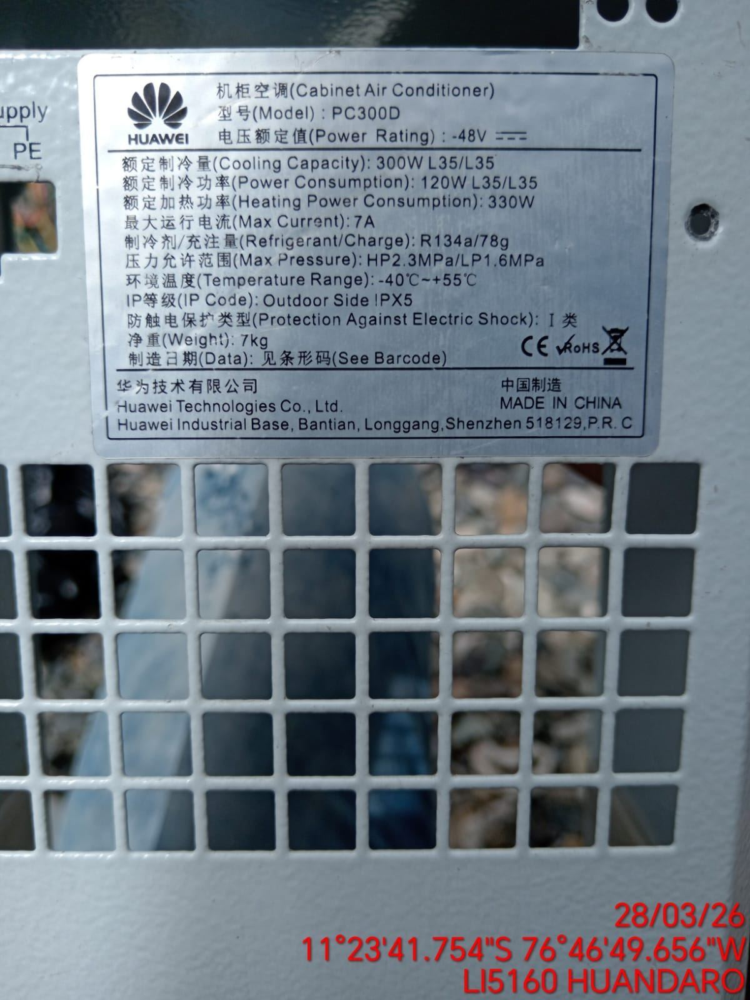 upply
PE
HUAWEI
机柜空调(Cabinet Air Conditioner)
型号(Model) : PC300D
电压额定值(Power Rating) : -48V
额定制冷量(Cooling Capacity): 300W L35/L35
额定制冷功率(Power Consumption): 120W L35/L35
额定加热功率(Heating Power Consumption): 330W
最大运行电流(Max Current): 7A
制冷剂/充注量(Refrigerant/Charge): R134a/78g
压力允许范围(Max Pressure): HP2.3MPa/LP1.6MPa
环境温度(Temperature Range): -40℃~+55℃
IP等级(IP Code): Outdoor Side IPX5
防触电保护类型(Protection Against Electric Shock): I 类
净重(Weight): 7kg
CE RoHS
制造日期(Data): 见条形码(See Barcode)
华为技术有限公司
中国制造
Huawei Technologies Co., Ltd.
MADE IN CHINA
Huawei Industrial Base, Bantian, Longgang,Shenzhen 518129,P.R. C
28/03/26
11°23'41.754"S 76°46'49.656"W
LI5160 HUANDARO